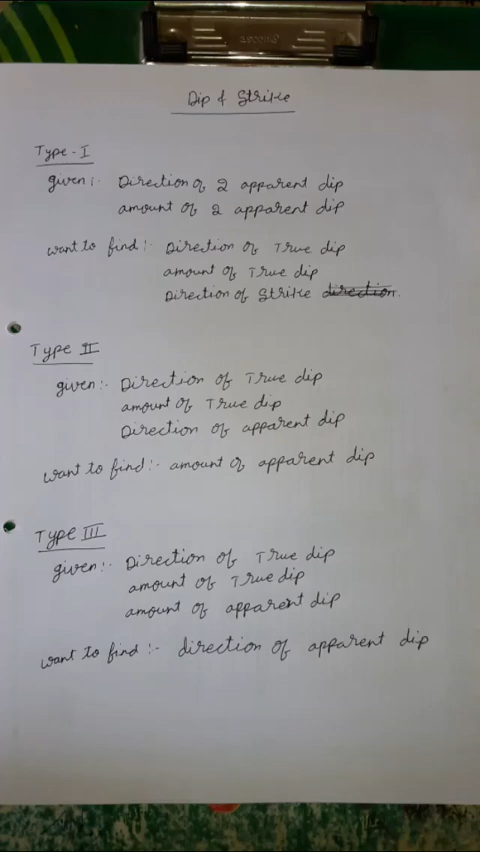 Dip & Strike
Type - I
given :- Direction of 2 apparent dip
amount of 2 apparent dip
want to find :- Direction of True dip
amount of True dip
Direction of Strike direction.
Type II
given :- Direction of True dip
amount of True dip
Direction of apparent dip
want to find :- amount of apparent dip
Type III
given :- Direction of True dip
amount of True dip
amount of apparent dip
want to find :- direction of apparent dip